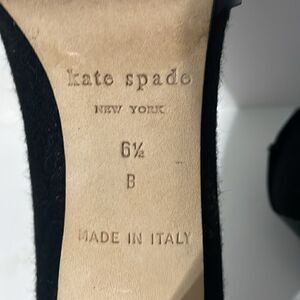 kate spade
NEW YORK
6½
B
MADE IN ITALY